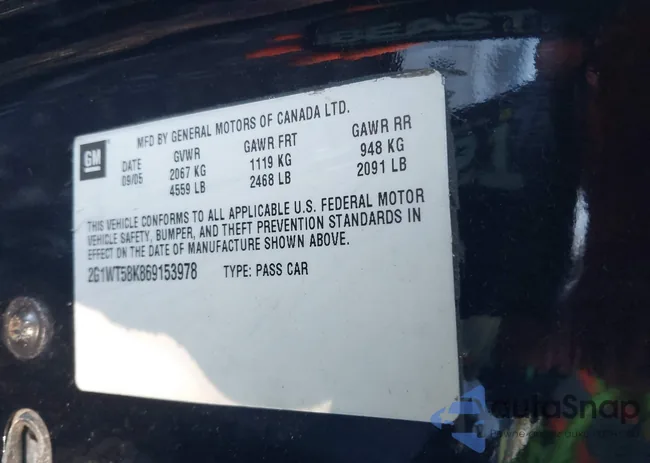 BEAST
GM
MFD BY GENERAL MOTORS OF CANADA LTD.
DATE GVWR GAWR FRT GAWR RR
09/05 2067 KG 1119 KG 948 KG
4559 LB 2468 LB 2091 LB
THIS VEHICLE CONFORMS TO ALL APPLICABLE U.S. FEDERAL MOTOR
VEHICLE SAFETY, BUMPER, AND THEFT PREVENTION STANDARDS IN
EFFECT ON THE DATE OF MANUFACTURE SHOWN ABOVE.
2G1WT58K869153978 TYPE: PASS CAR